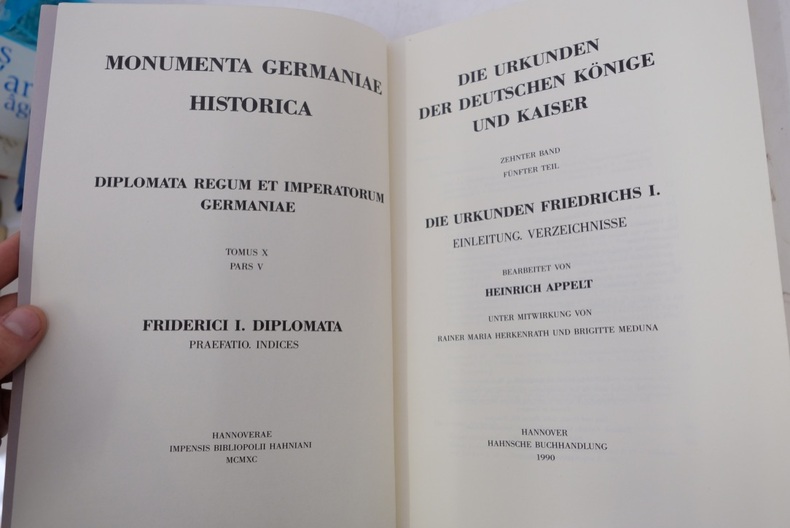 MONUMENTA GERMANIAE
HISTORICA
DIPLOMATA REGUM ET IMPERATORUM
GERMANIAE
TOMUS X
PARS V
FRIDERICI I. DIPLOMATA
PRAEFATIO. INDICES
HANNOVERAE
IMPENSIS BIBLIOPOLII HAHNIANI
MCMXC
DIE URKUNDEN
DER DEUTSCHEN KÖNIGE
UND KAISER
ZEHNTER BAND
FÜNFTER TEIL
DIE URKUNDEN FRIEDRICHS I.
EINLEITUNG. VERZEICHNISSE
BEARBEITET VON
HEINRICH APPELT
UNTER MITWIRKUNG VON
RAINER MARIA HERKENRATH UND BRIGITTE MEDUNA
HANNOVER
HAHNSCHE BUCHHANDLUNG
1990